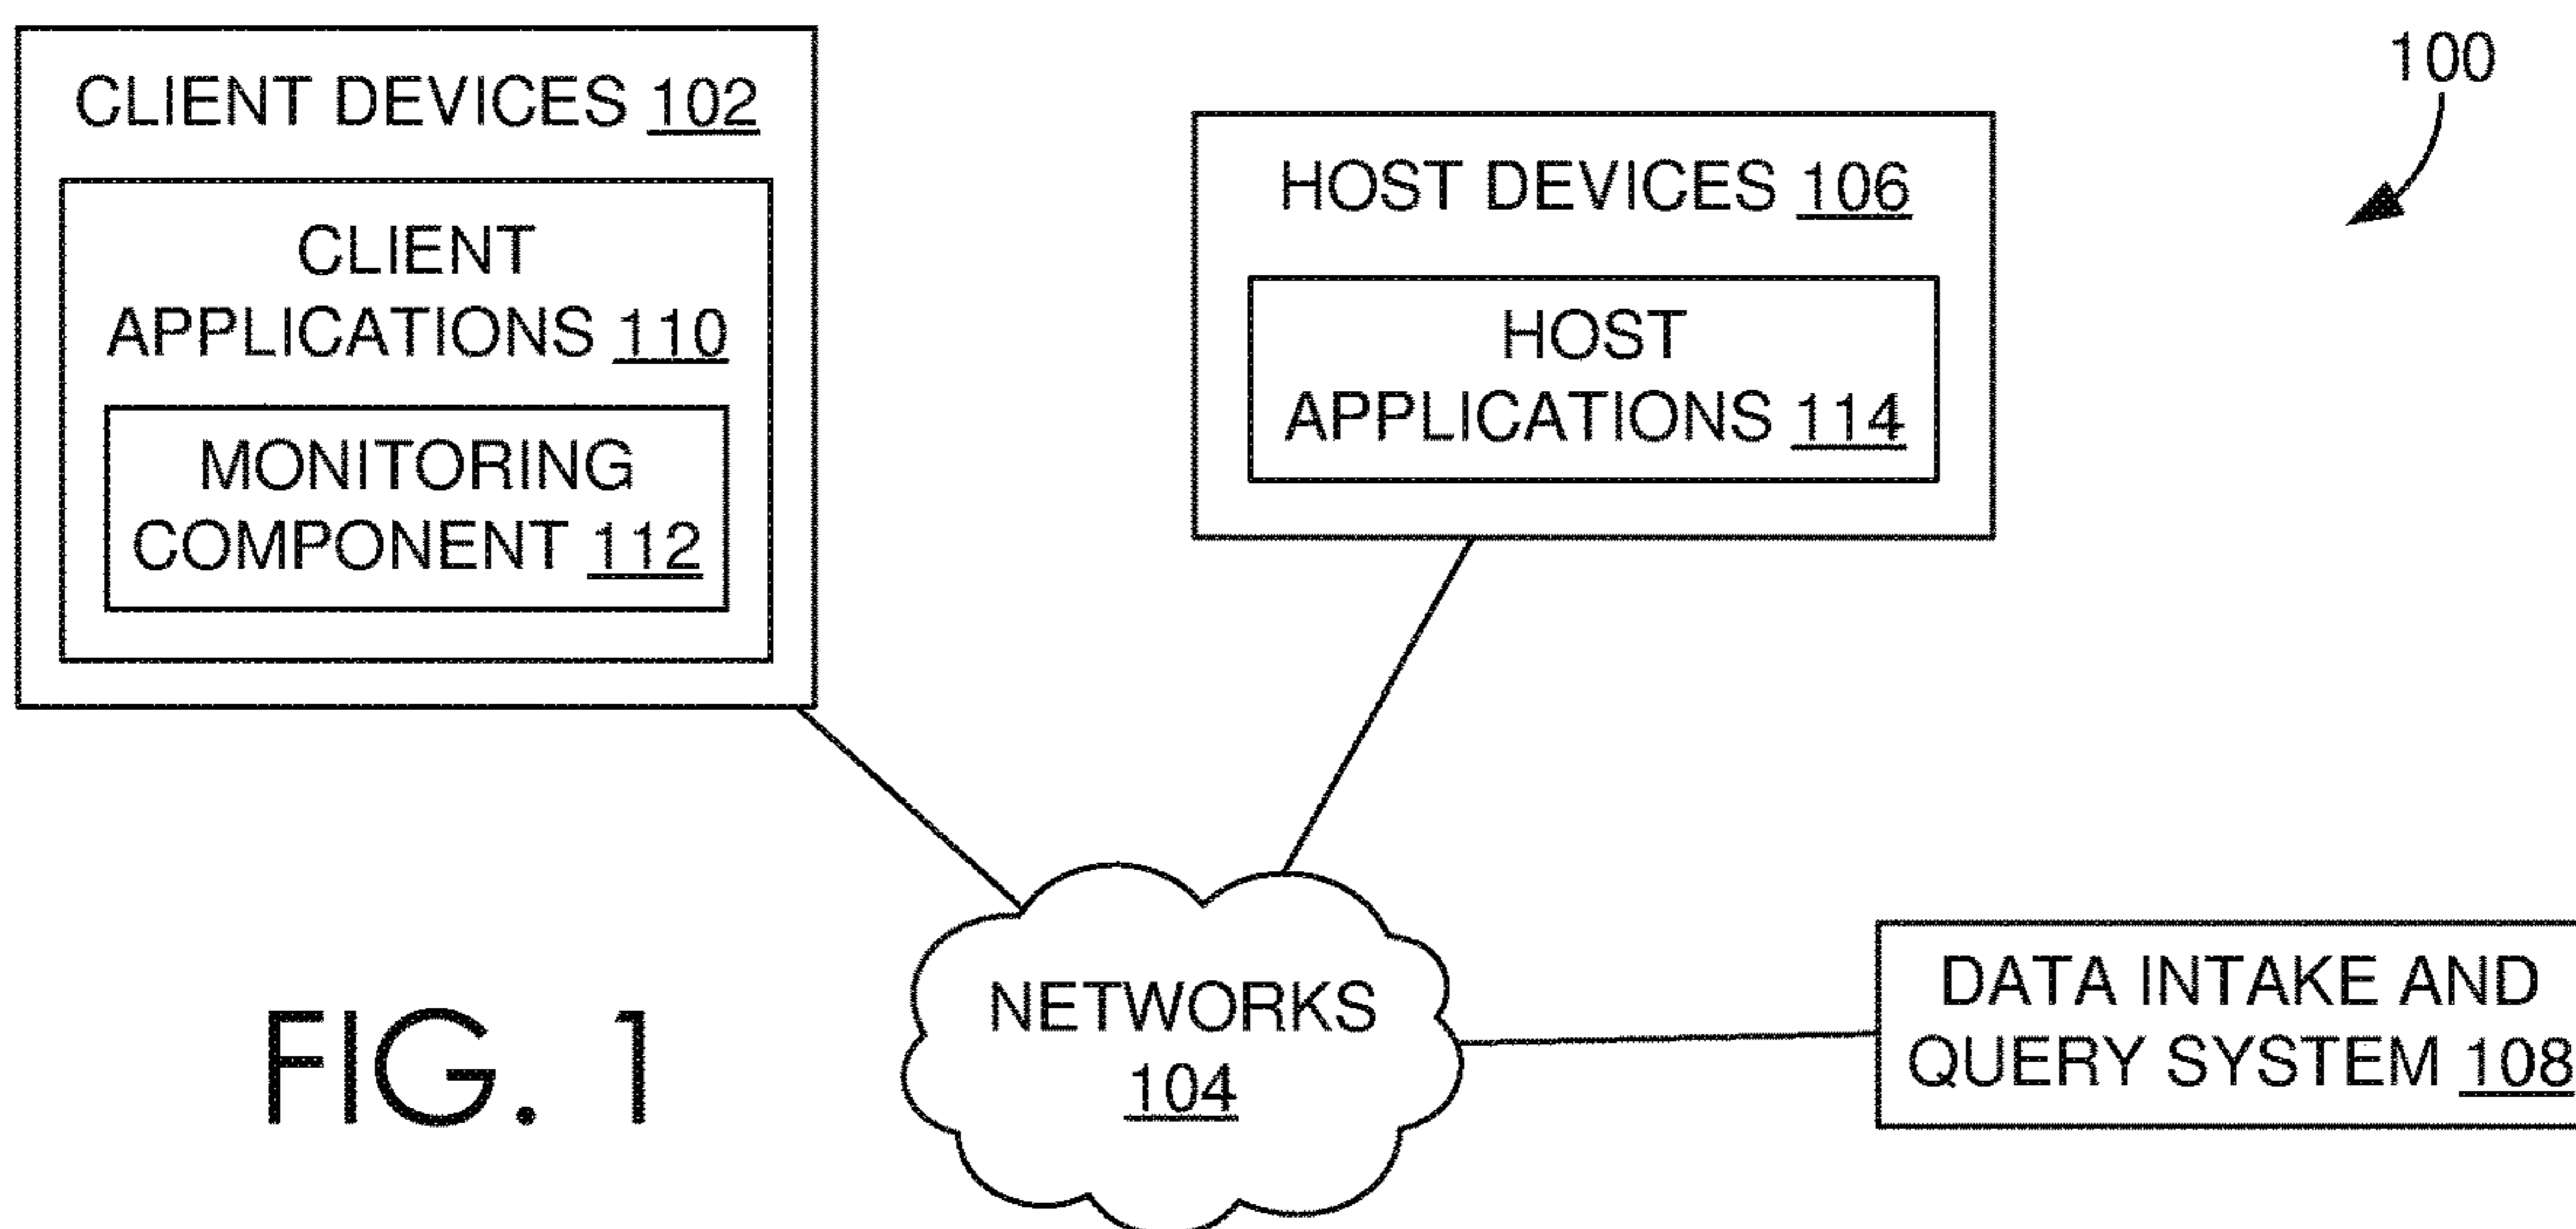 CLIENT DEVICES 102
CLIENT
APPLICATIONS 110
MONITORING
COMPONENT 112
HOST DEVICES 106
HOST
APPLICATIONS 114
100
NETWORKS
104
DATA INTAKE AND
QUERY SYSTEM 108
FIG. 1